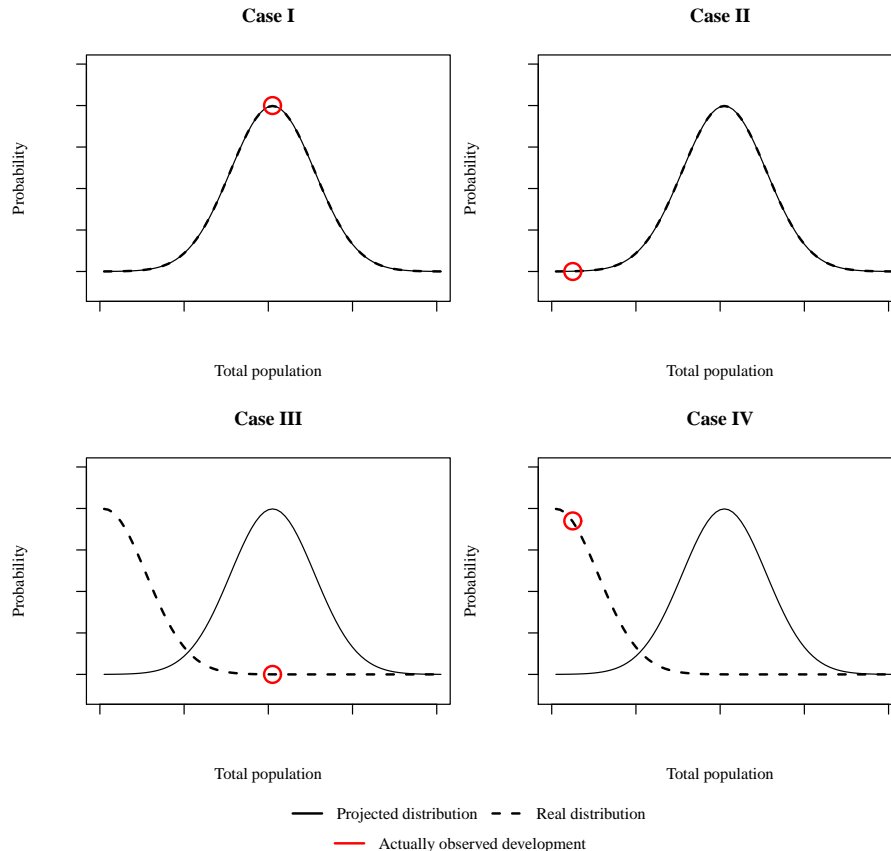 Case I
Case II
Probability
Probability
Total population
Total population
Case III
Case IV
Probability
Probability
Total population
Total population
Projected distribution
Real distribution
Actually observed development